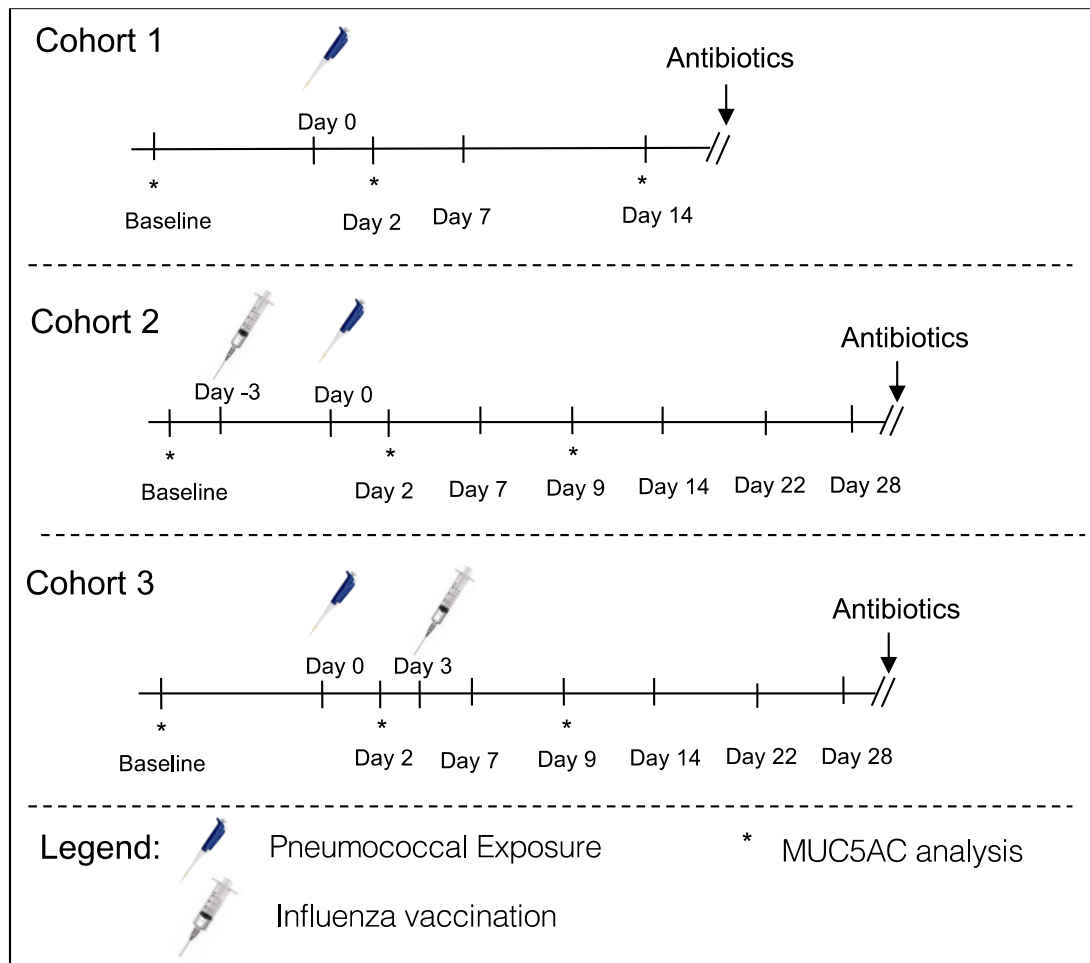 Cohort 1
Antibiotics
Day 0
* * *
Baseline Day 2 Day 7 Day 14
Cohort 2
Antibiotics
Day -3 Day 0
* * *
Baseline Day 2 Day 7 Day 9 Day 14 Day 22 Day 28
Cohort 3
Antibiotics
Day 0 Day 3
* * *
Baseline Day 2 Day 7 Day 9 Day 14 Day 22 Day 28
Legend: Pneumococcal Exposure * MUC5AC analysis
Influenza vaccination